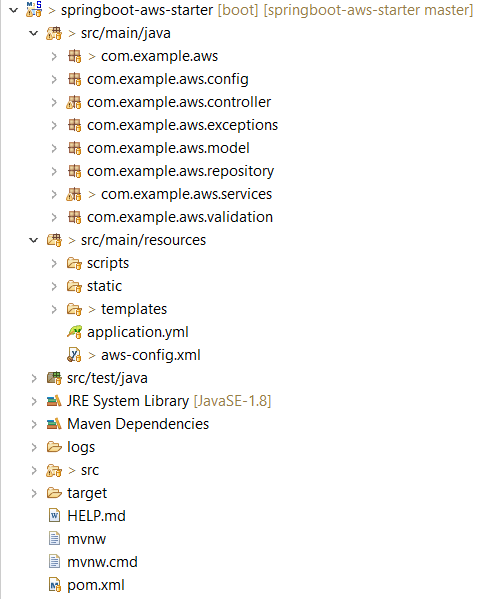 > springboot-aws-starter [boot] [springboot-aws-starter master]
> src/main/java
> com.example.aws
com.example.aws.config
com.example.aws.controller
com.example.aws.exceptions
com.example.aws.model
com.example.aws.repository
> com.example.aws.services
com.example.aws.validation
> src/main/resources
scripts
static
> templates
application.yml
> aws-config.xml
src/test/java
JRE System Library [JavaSE-1.8]
Maven Dependencies
logs
> src
target
HELP.md
mvnw
mvnw.cmd
pom.xml